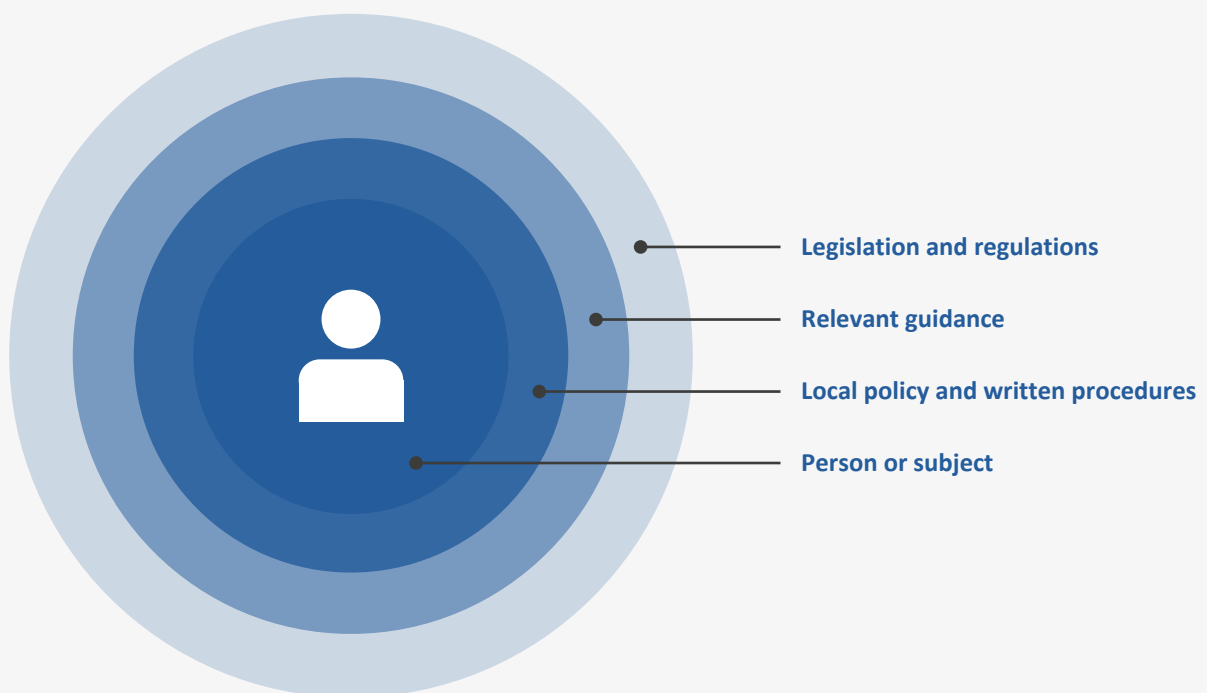 Legislation and regulations
Relevant guidance
Local policy and written procedures
Person or subject